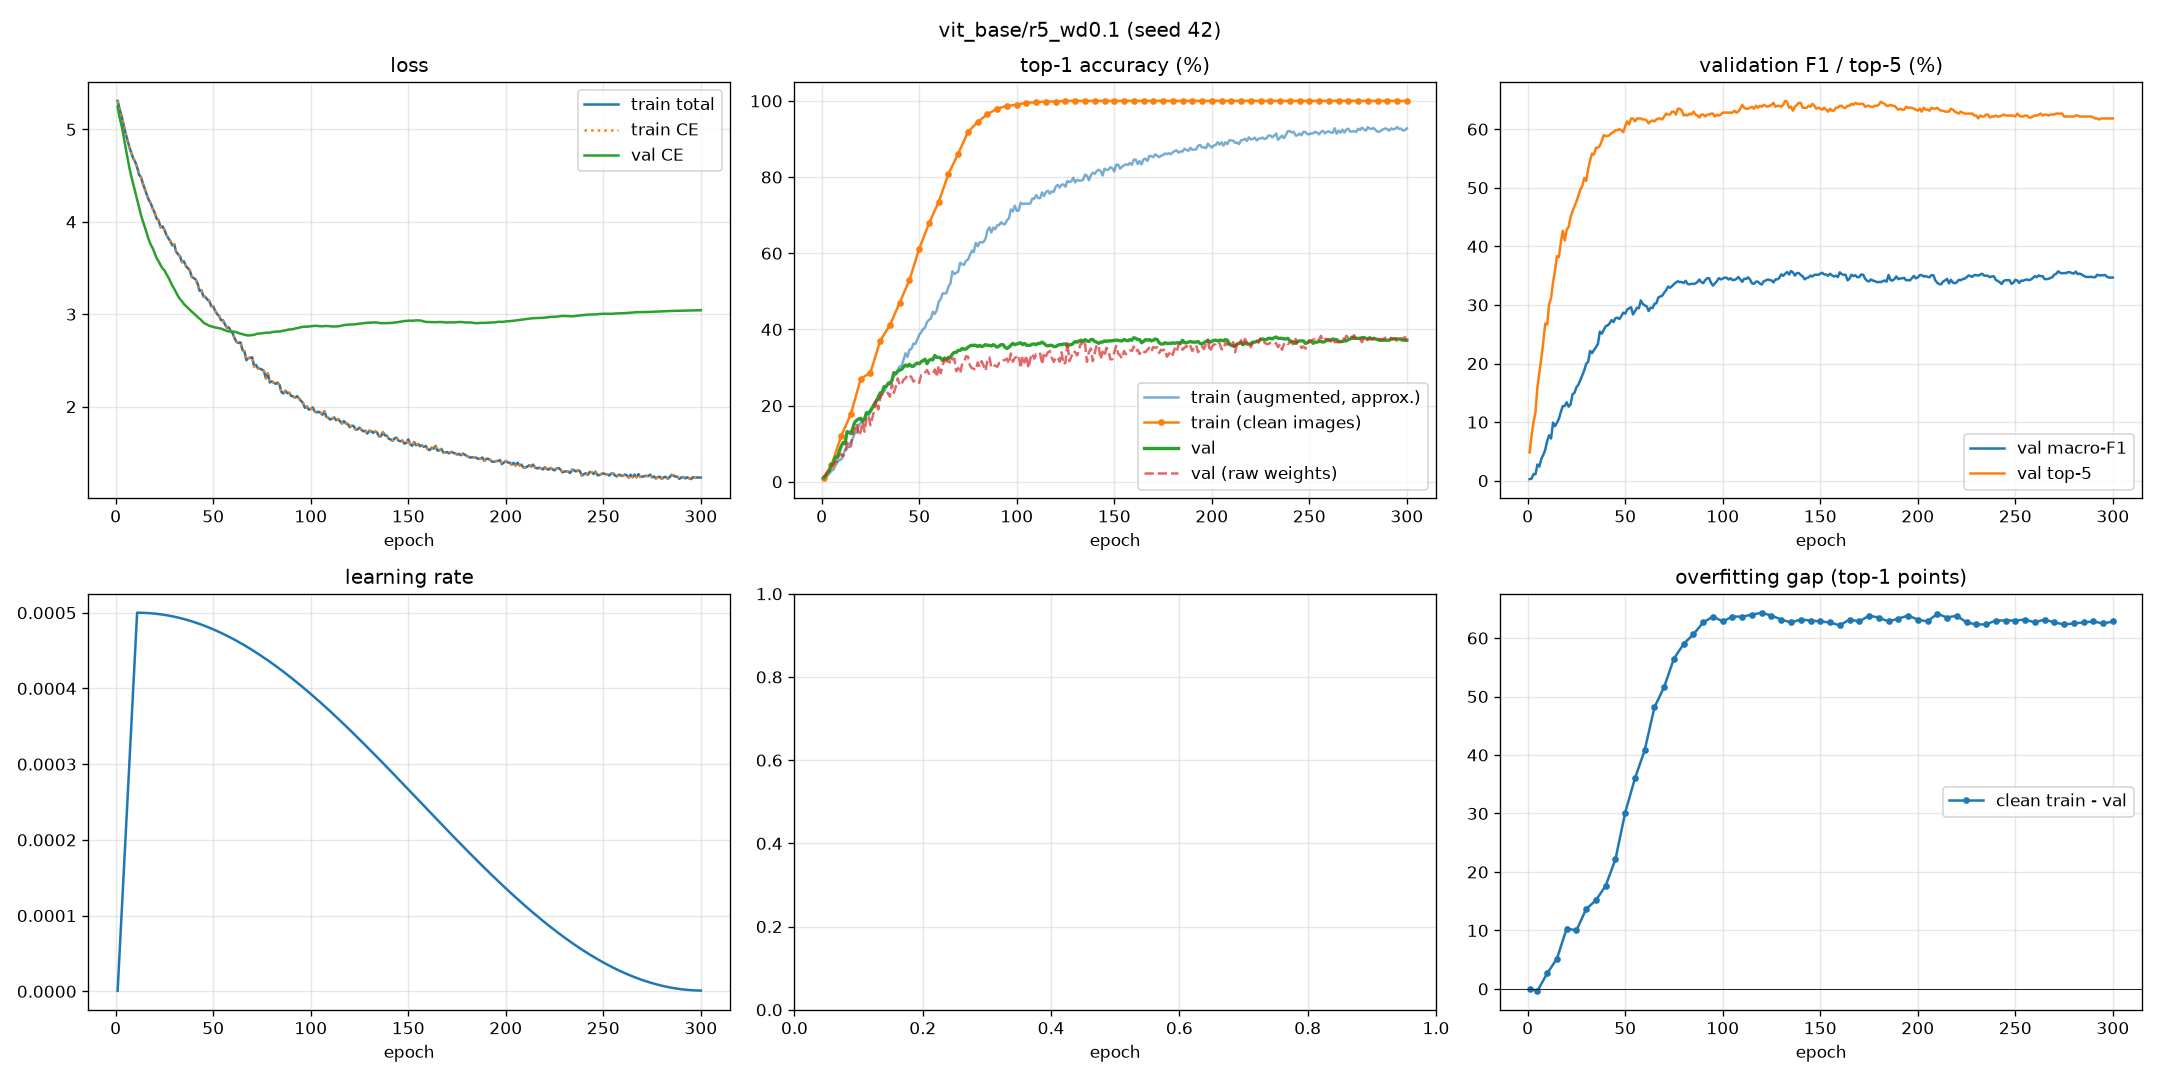 vit_base/r5_wd0.1 (seed 42)
loss
train total
train CE
val CE
5
4
3
2
0 50 100 150 200 250 300
epoch
top-1 accuracy (%)
100
80
60
40
20
0
train (augmented, approx.)
train (clean images)
val
val (raw weights)
0 50 100 150 200 250 300
epoch
validation F1 / top-5 (%)
60
50
40
30
20
10
0
val macro-F1
val top-5
0 50 100 150 200 250 300
epoch
learning rate
0.0005
0.0004
0.0003
0.0002
0.0001
0.0000
0 50 100 150 200 250 300
epoch
1.0
0.8
0.6
0.4
0.2
0.0
0.0 0.2 0.4 0.6 0.8 1.0
epoch
overfitting gap (top-1 points)
60
50
40
30
20
10
0
clean train - val
0 50 100 150 200 250 300
epoch